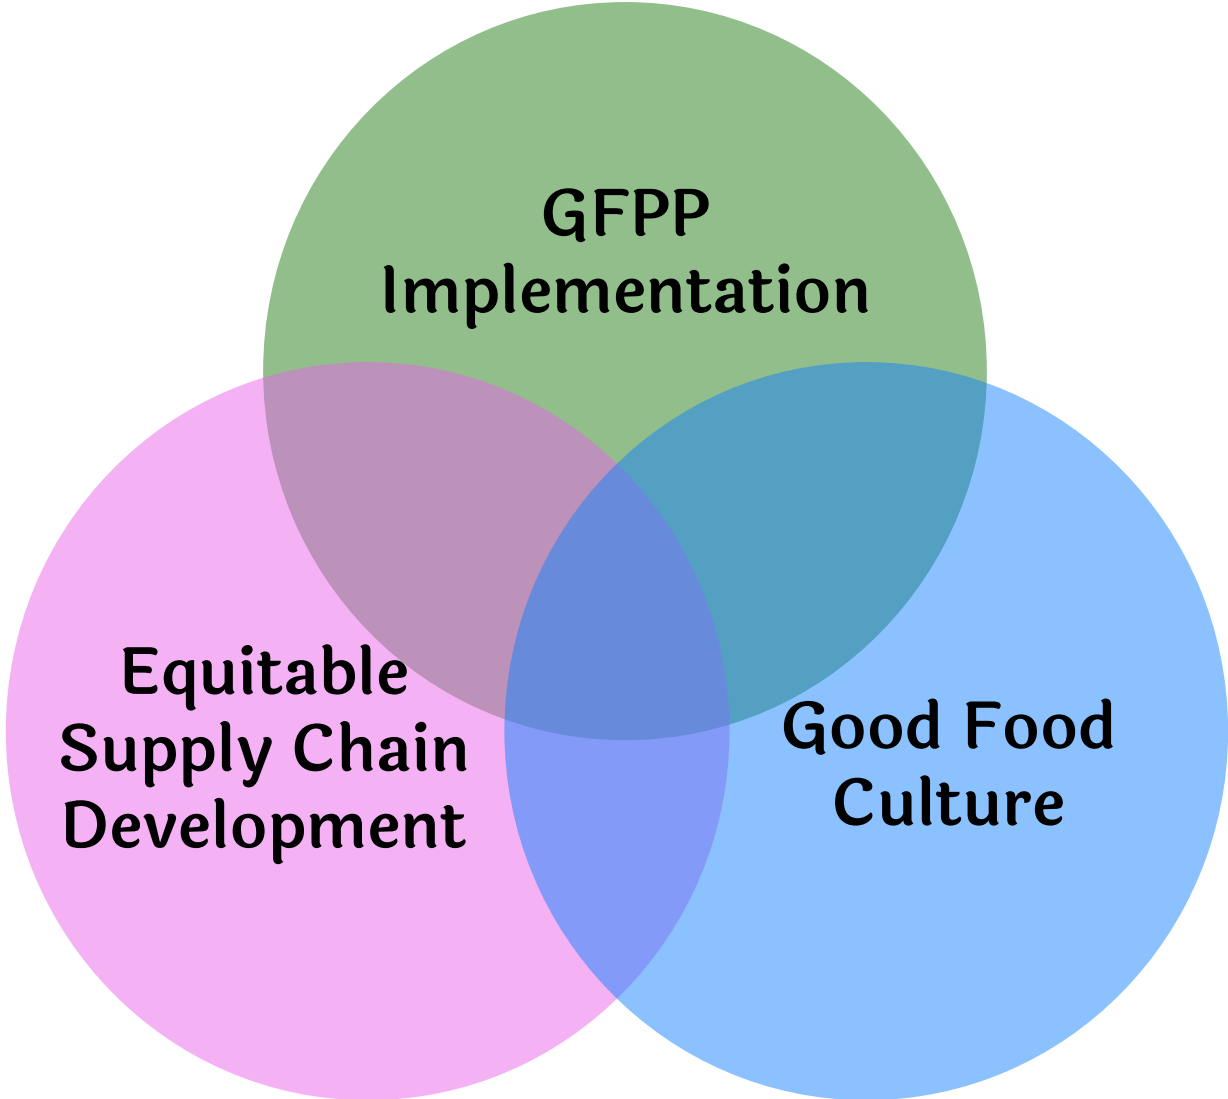 GFPP
Implementation
Equitable
Supply Chain
Development
Good Food
Culture